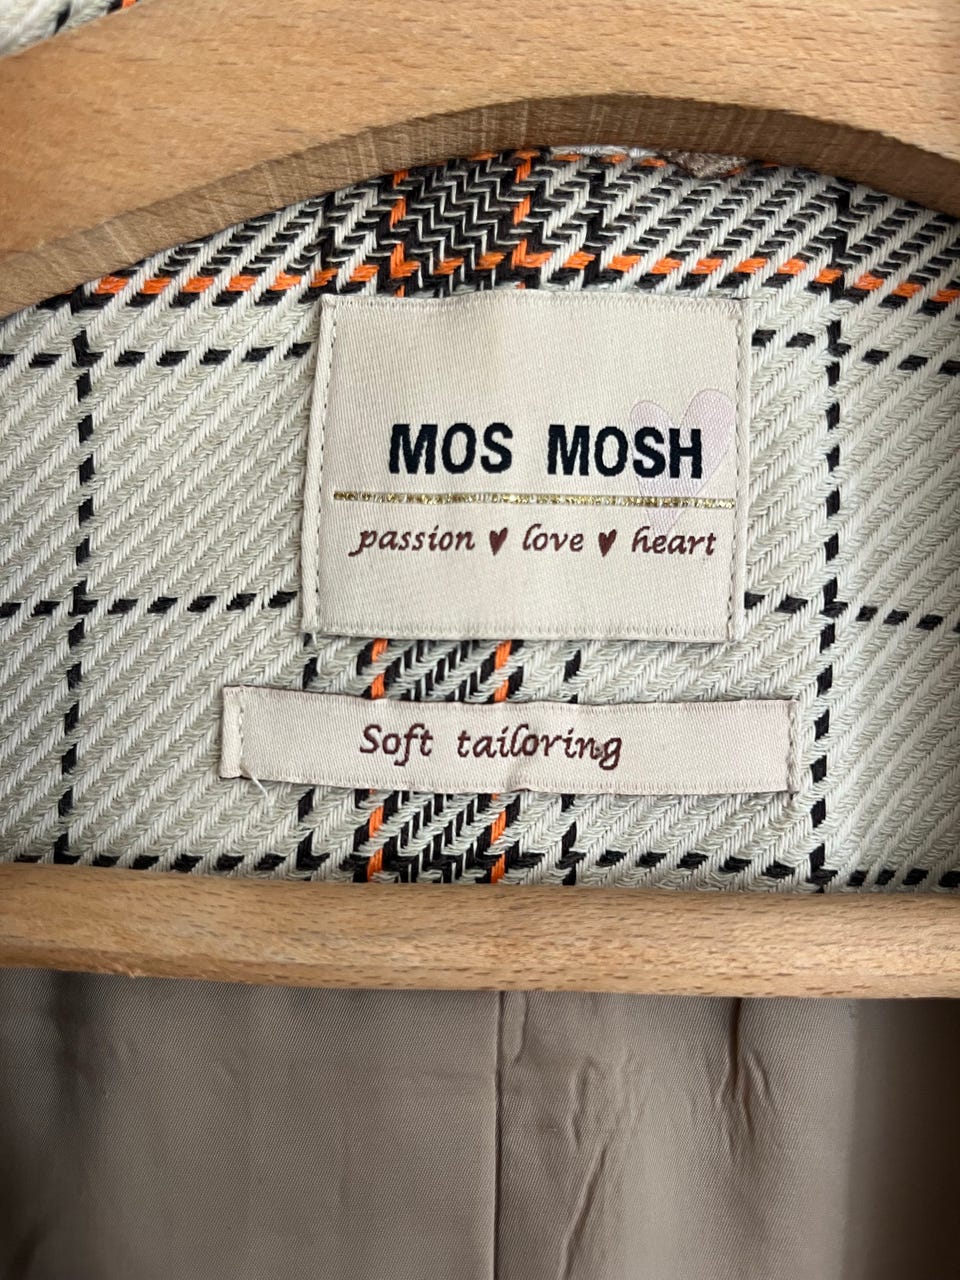 MOS MOSH
passion ♥ love ♥ heart
Soft tailoring